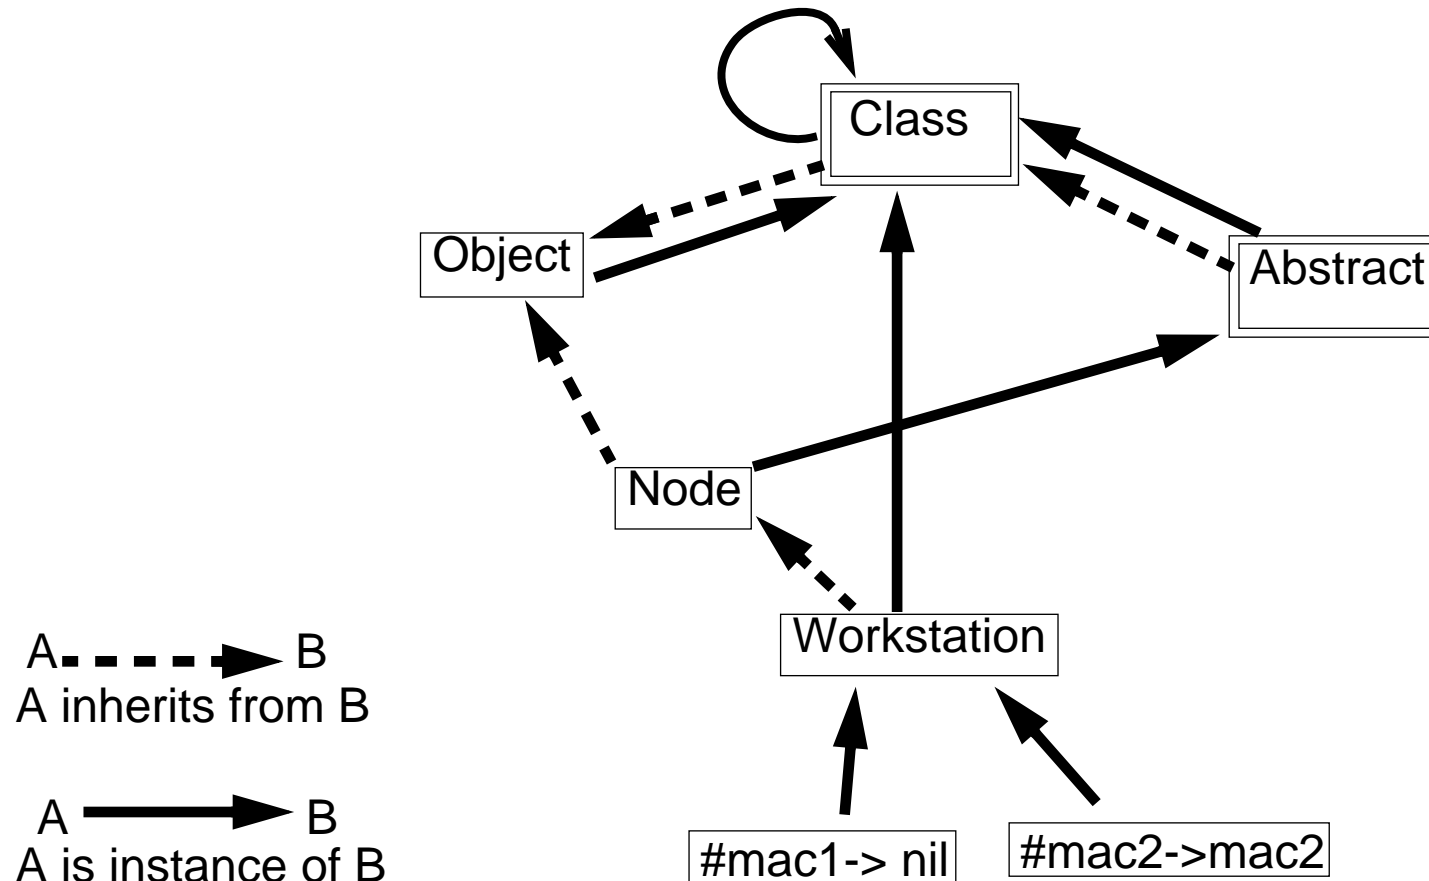 Class
Object
Abstract
Node
Workstation
A B
A inherits from B
A B
A is instance of B
#mac1-> nil
#mac2->mac2